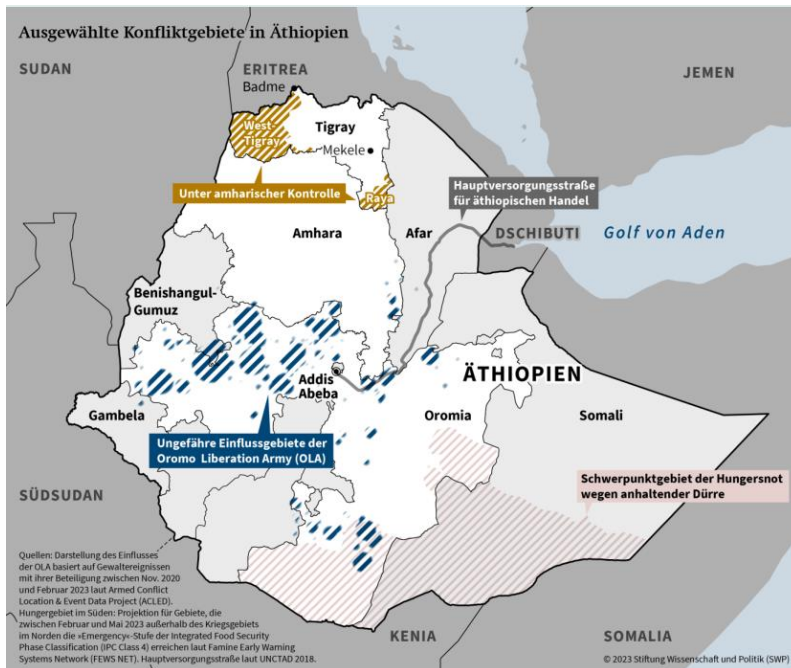 Ausgewählte Konfliktgebiete in Äthiopien
SUDAN
ERITREA
JEMEN
Badme
West-
Tigray
Tigray
Mekele
Unter amharischer Kontrolle
Raya
Hauptversorgungsstraße
für äthiopischen Handel
Amhara
Afar
DSCHIBUTI
Golf von Aden
Benishangul-
Gumuz
Addis
Abeba
ÄTHIOPIEN
Gambela
Oromia
Somali
Ungefähre Einflussgebiete der
Oromo Liberation Army (OLA)
Schwerpunktgebiet der Hungersnot
wegen anhaltender Dürre
SÜDSUDAN
Quellen: Darstellung des Einflusses
der OLA basiert auf Gewaltereignissen
mit ihrer Beteiligung zwischen Nov. 2020
und Februar 2023 laut Armed Conflict
Location & Event Data Project (ACLED).
Hungergebiet im Süden: Projektion für Gebiete, die
zwischen Februar und Mai 2023 außerhalb des Kriegsgebiets
im Norden die »Emergency«-Stufe der Integrated Food Security
Phase Classification (IPC Class 4) erreichen laut Famine Early Warning
Systems Network (FEWS NET). Hauptversorgungsstraße laut UNCTAD 2018.
KENIA
SOMALIA
© 2023 Stiftung Wissenschaft und Politik (SWP)